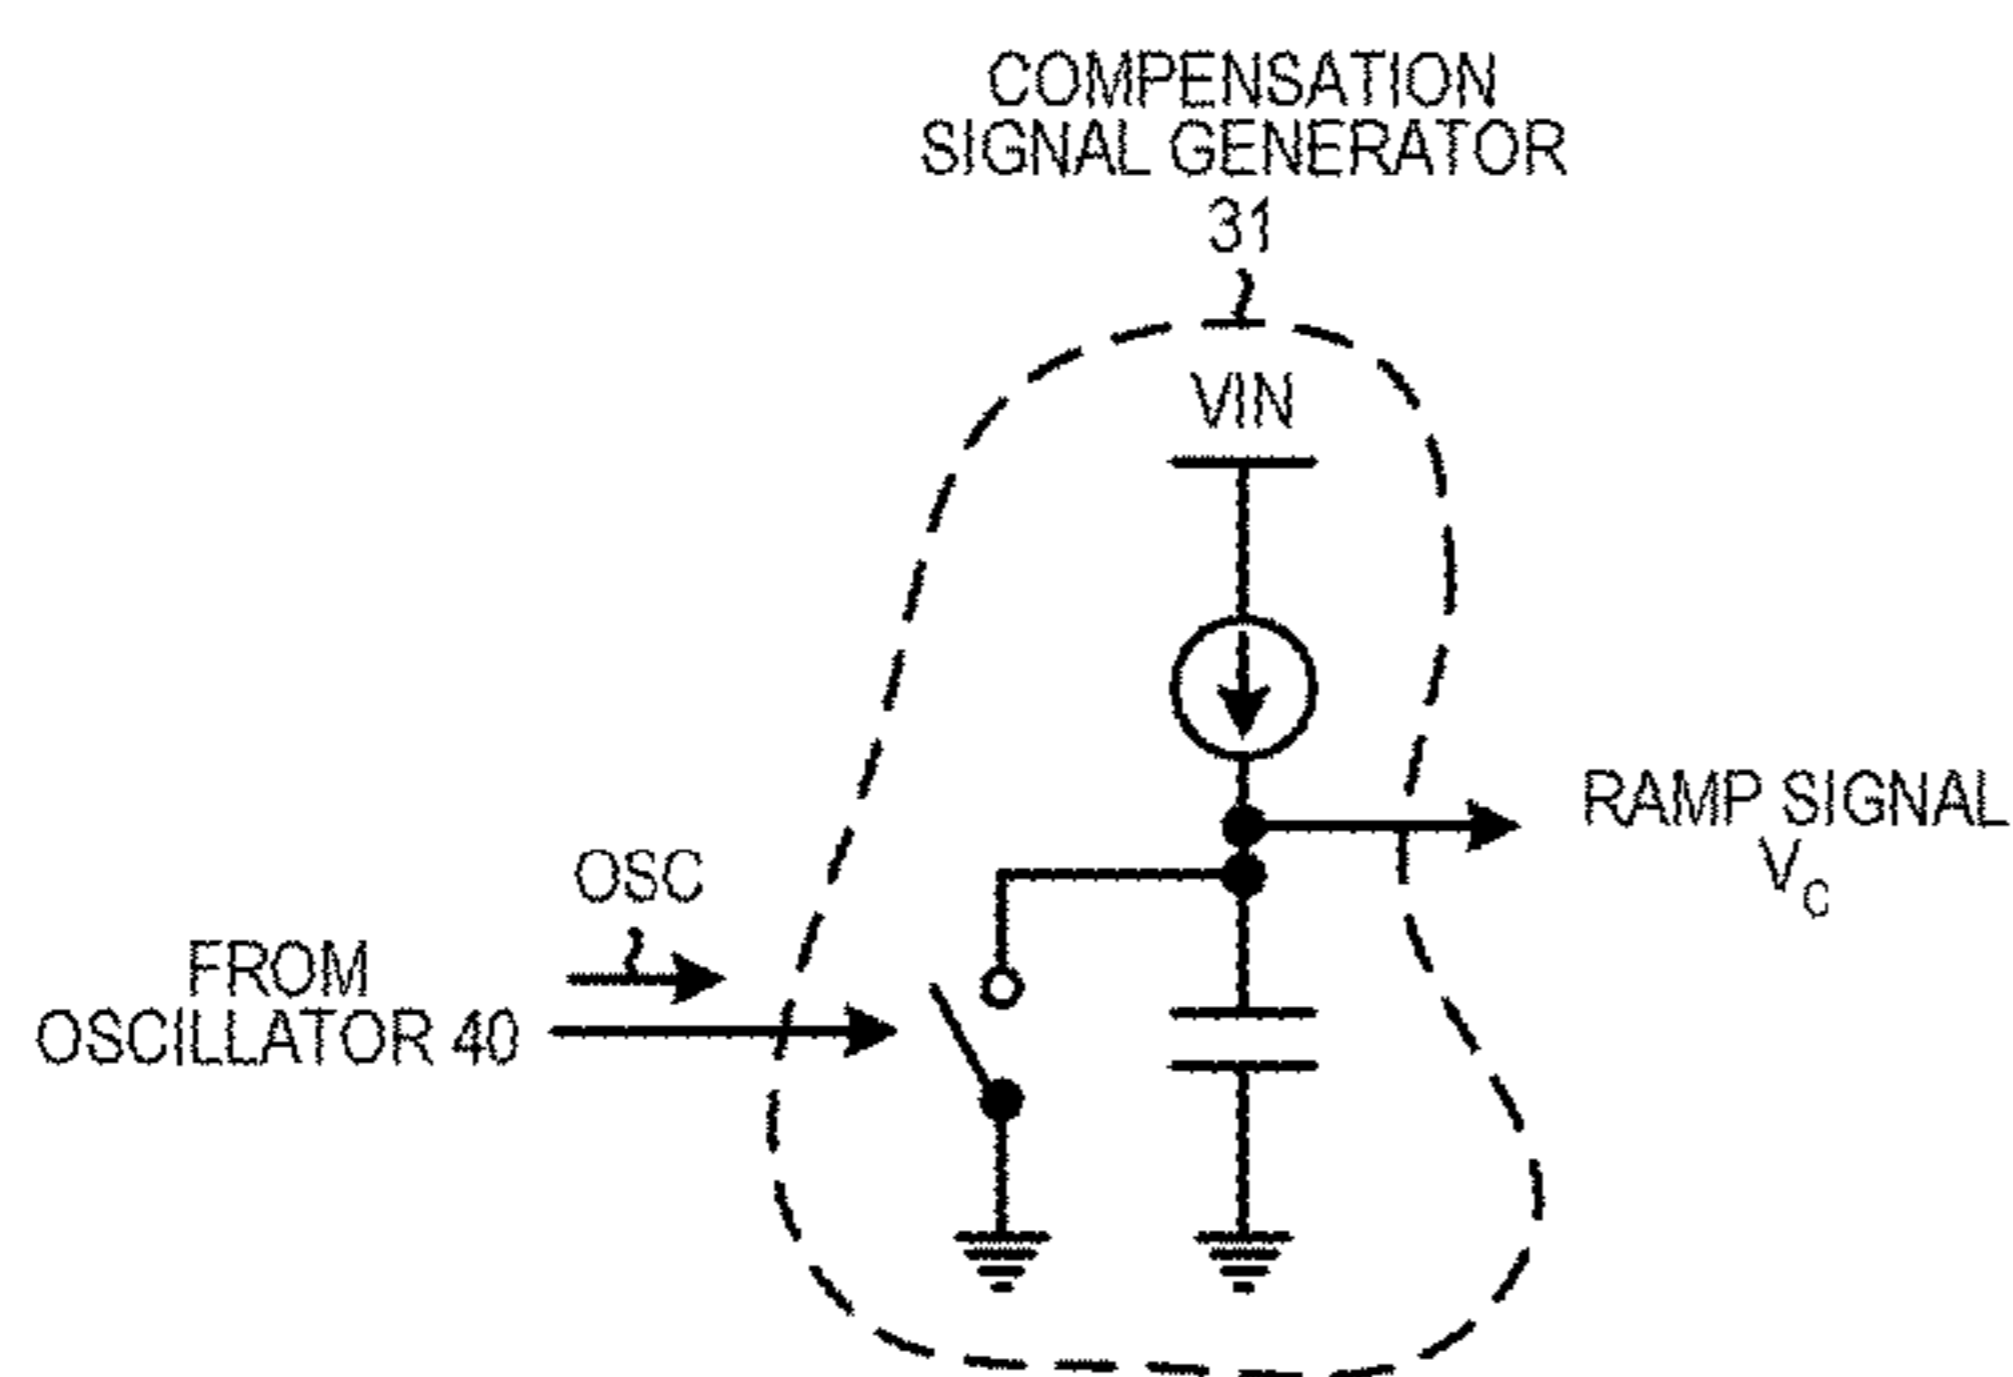 COMPENSATION
SIGNAL GENERATOR
31
VIN
RAMP SIGNAL
VC
OSC
FROM
OSCILLATOR 40